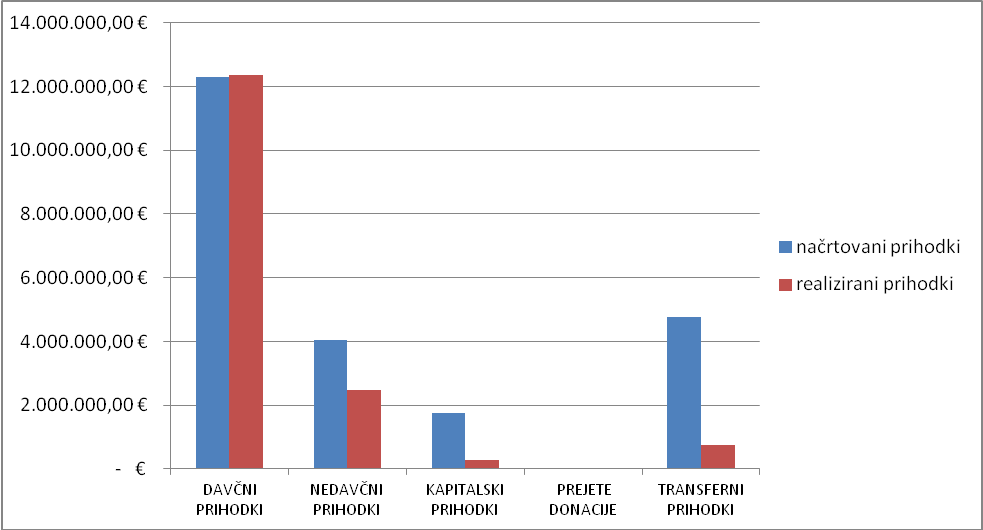 14.000.000,00 €
12.000.000,00 €
10.000.000,00 €
8.000.000,00 €
6.000.000,00 €
4.000.000,00 €
2.000.000,00 €
- €
DAVČNI
PRIHODKI
NEDAVČNI
PRIHODKI
KAPITALSKI
PRIHODKI
PREJETE
DONACIJE
TRANSFERNI
PRIHODKI
načrtovani prihodki
realizirani prihodki